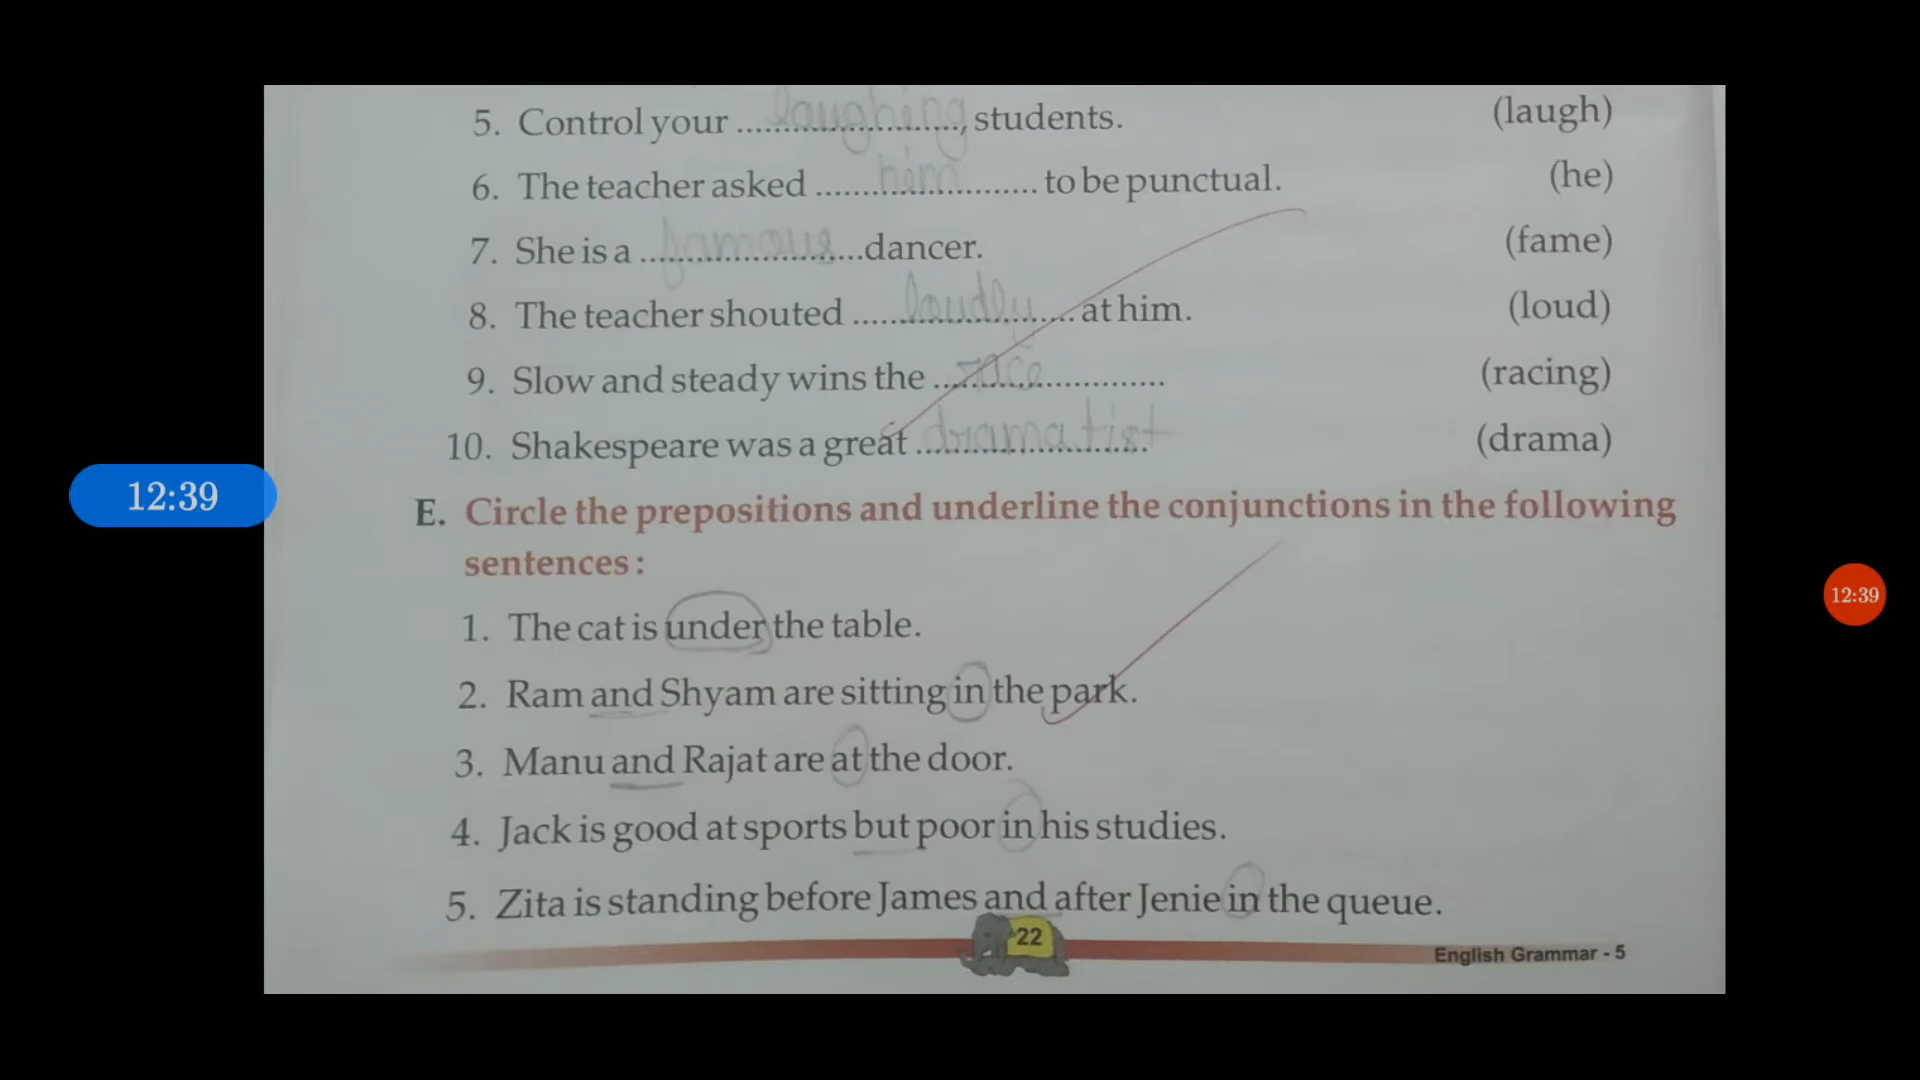 5. Control your laughing, students. (laugh)
6. The teacher asked him to be punctual. (he)
7. She is a famous dancer. (fame)
8. The teacher shouted loudly at him. (loud)
9. Slow and steady wins the race (racing)
10. Shakespeare was a great dramatist. (drama)
12:39
E. Circle the prepositions and underline the conjunctions in the following
sentences:
12:39
1. The cat is under the table.
2. Ram and Shyam are sitting in the park.
3. Manu and Rajat are at the door.
4. Jack is good at sports but poor in his studies.
5. Zita is standing before James and after Jenie in the queue.
22
English Grammar - 5